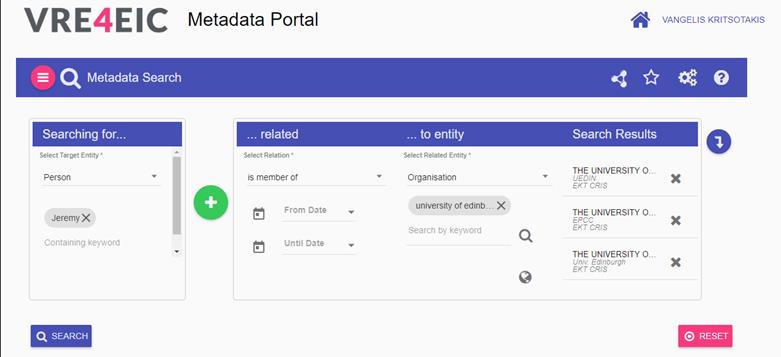 VRE4EIC Metadata Portal
VANGELIS KRITSOTAKIS
Metadata Search
Searching for...
Select Target Entity *
Person
Jeremy
Containing keyword
... related
... to entity
Search Results
Select Relation *
Select Related Entity *
is member of
Organisation
From Date
Until Date
university of edinb...
Search by keyword
THE UNIVERSITY O...
UEDIN
EKT CRIS
THE UNIVERSITY O...
EPCC
EKT CRIS
THE UNIVERSITY O...
Univ. Edinburgh
EKT CRIS
SEARCH
RESET